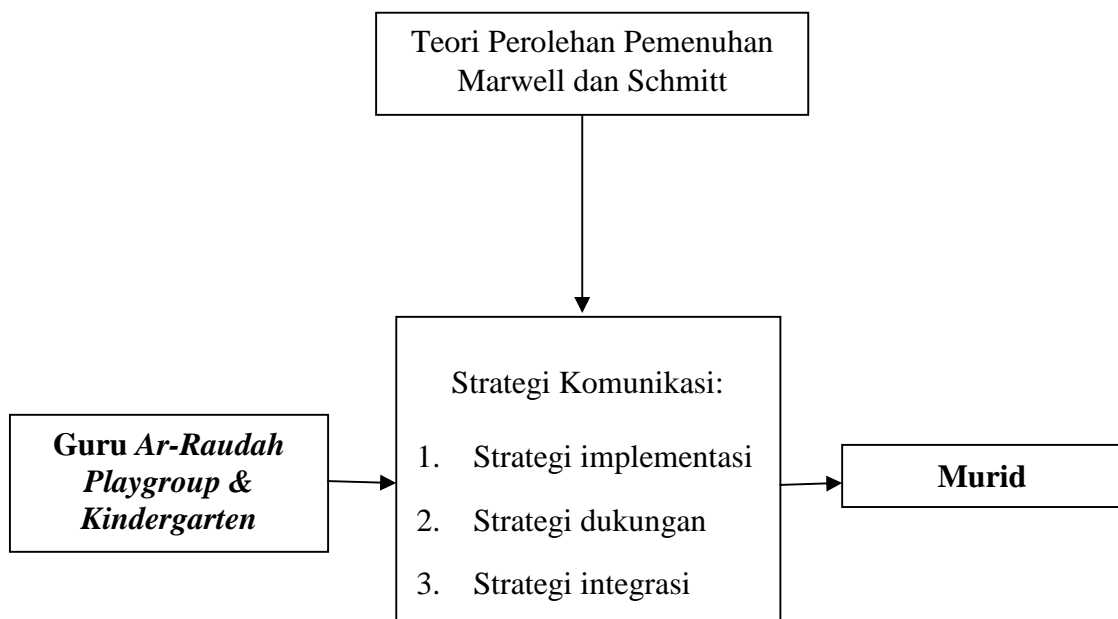 Teori Perolehan Pemenuhan
Marwell dan Schmitt
Strategi Komunikasi:
Guru Ar-Raudah
Playgroup &
Kindergarten
1. Strategi implementasi
2. Strategi dukungan
3. Strategi integrasi
Murid